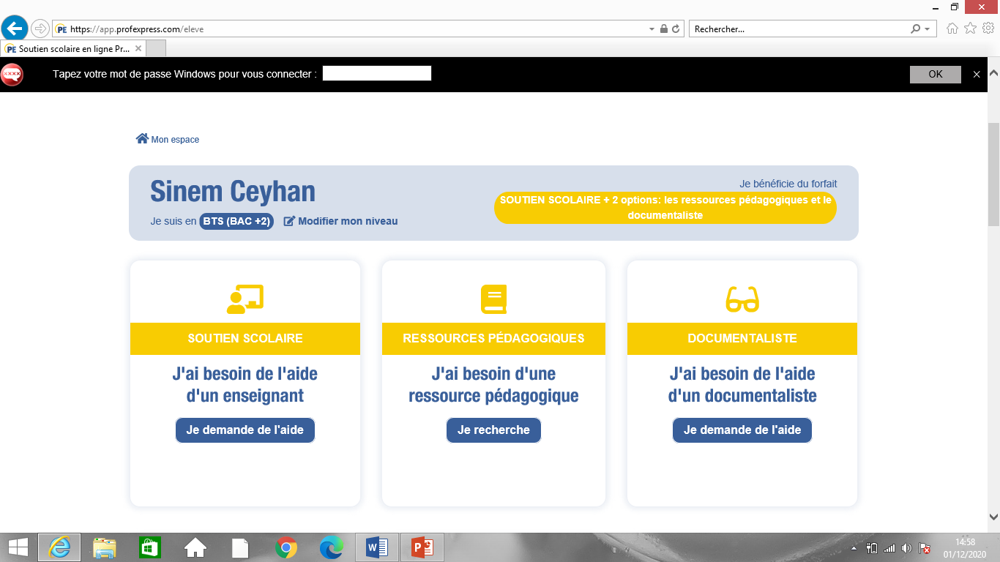 https://app.profexpress.com/eleve
Rechercher...
PE Soutien scolaire en ligne Pr...
xxxx
Tapez votre mot de passe Windows pour vous connecter :
OK
Mon espace
Sinem Ceyhan
Je suis en BTS (BAC +2) Modifier mon niveau
Je bénéficie du forfait
SOUTIEN SCOLAIRE + 2 options: les ressources pédagogiques et le
documentaliste
SOUTIEN SCOLAIRE
J'ai besoin de l'aide
d'un enseignant
Je demande de l'aide
RESSOURCES PÉDAGOGIQUES
J'ai besoin d'une
ressource pédagogique
Je recherche
DOCUMENTALISTE
J'ai besoin de l'aide
d'un documentaliste
Je demande de l'aide
14:58
01/12/2020